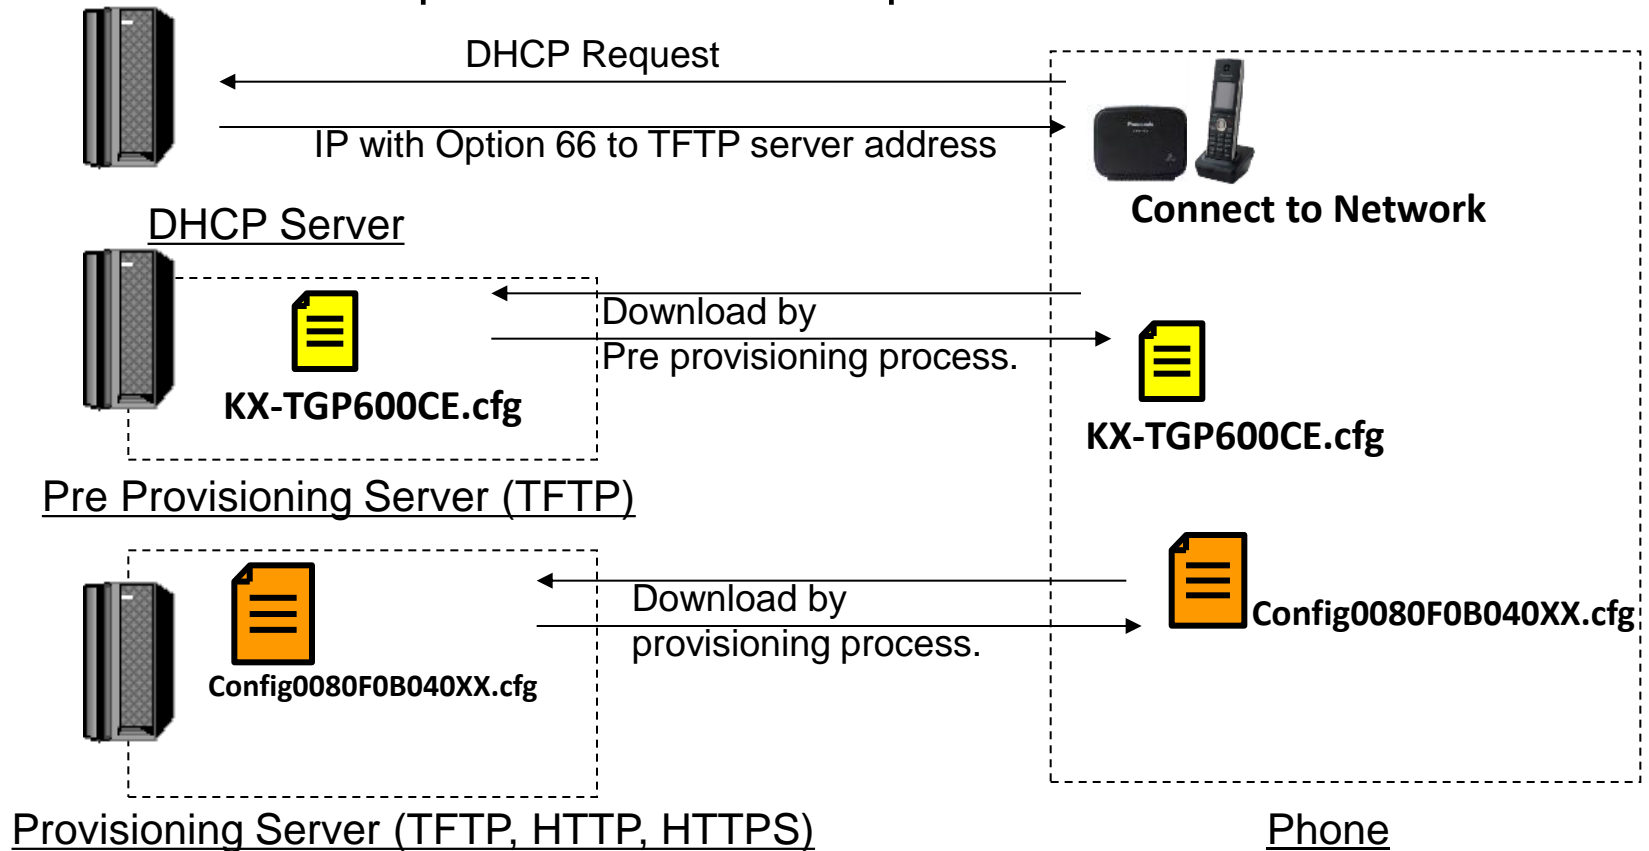 DHCP Request
IP with Option 66 to TFTP server address
Panasonic
Connect to Network
DHCP Server
Download by
Pre provisioning process.
KX-TGP600CE.cfg
KX-TGP600CE.cfg
Pre Provisioning Server (TFTP)
Download by
provisioning process.
Config0080F0B040XX.cfg
Config0080F0B040XX.cfg
Provisioning Server (TFTP, HTTP, HTTPS)
Phone